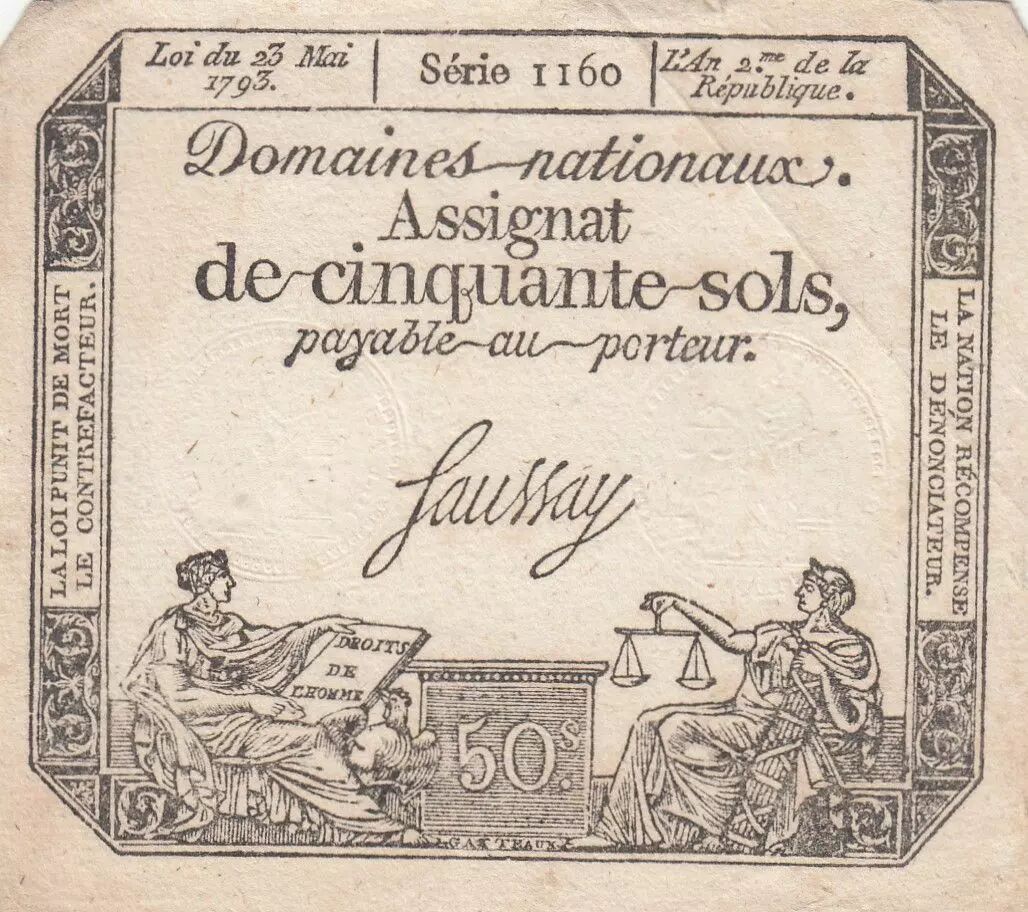 Loi du 23 Mai
1793.
Série 1160
L'An 2.me de la
République.
Domaines nationaux.
Assignat
de cinquante sols,
payable au porteur.
LA LOI PUNIT DE MORT
LE CONTREFACTEUR.
LA NATION RÉCOMPENSE
LE DÉNONCIATEUR.
Saussay
DROITS
DE
L'HOMME
50.s
GATTEAUX